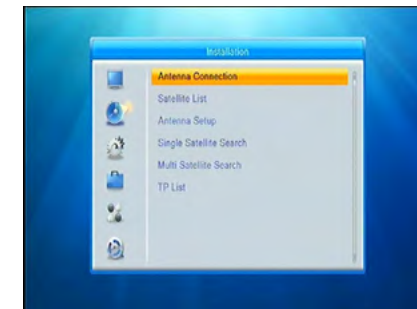 Installation
Antenna Connection
Satellite List
Antenna Setup
Single Satellite Search
Multi Satellite Search
TP List